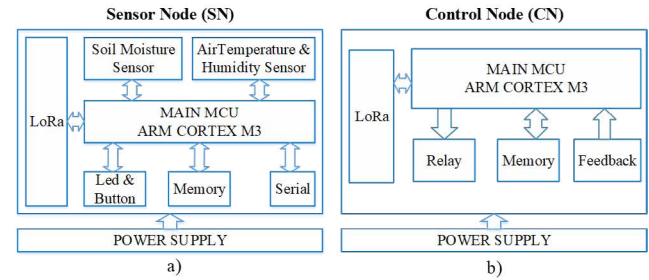 Sensor Node (SN)
Soil Moisture
Sensor
AirTemperature &
Humidity Sensor
LoRa
MAIN MCU
ARM CORTEX M3
Led &
Button
Memory
Serial
POWER SUPPLY
a)
Control Node (CN)
LoRa
MAIN MCU
ARM CORTEX M3
Relay
Memory
Feedback
POWER SUPPLY
b)